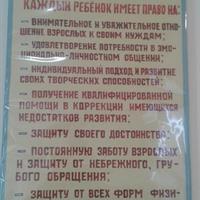 КАЖДЫЙ РЕБЁНОК ИМЕЕТ ПРАВО НА:
— ВНИМАТЕЛЬНОЕ И УВАЖИТЕЛЬНОЕ ОТНО-
ШЕНИЕ ВЗРОСЛЫХ К СВОИМ НУЖДАМ;
— УДОВЛЕТВОРЕНИЕ ПОТРЕБНОСТИ В ЭМО-
ЦИОНАЛЬНО-ЛИЧНОСТНОМ ОБЩЕНИИ;
— ИНДИВИДУАЛЬНЫЙ ПОДХОД И РАЗВИТИЕ
СВОИХ ТВОРЧЕСКИХ СПОСОБНОСТЕЙ;
— ПОЛУЧЕНИЕ КВАЛИФИЦИРОВАННОЙ
ПОМОЩИ В КОРРЕКЦИИ ИМЕЮЩИХСЯ
НЕДОСТАТКОВ РАЗВИТИЯ;
— ЗАЩИТУ СВОЕГО ДОСТОИНСТВА;
— ПОСТОЯННУЮ ЗАБОТУ ВЗРОСЛЫХ
И ЗАЩИТУ ОТ НЕБРЕЖНОГО, ГРУ-
БОГО ОБРАЩЕНИЯ;
— ЗАЩИТУ ОТ ВСЕХ ФОРМ ФИЗИ-